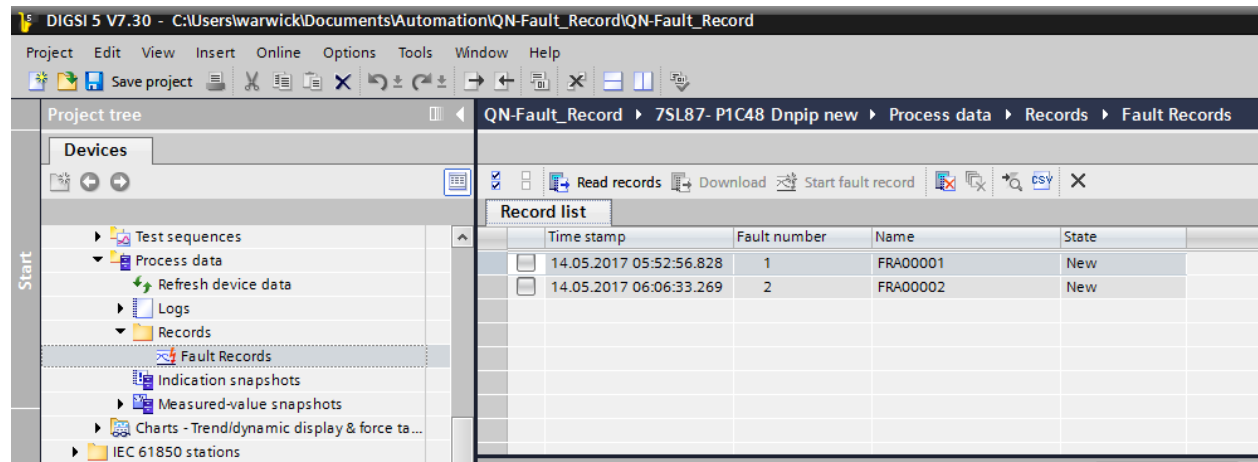 DIGSI 5 V7.30 - C:\Users\warwick\Documents\Automation\QN-Fault_Record\QN-Fault_Record
Project Edit View Insert Online Options Tools Window Help
Save project
Project tree
QN-Fault_Record ▸ 7SL87- P1C48 Dnpip new ▸ Process data ▸ Records ▸ Fault Records
Devices
Read records Download Start fault record CSV
Record list
Time stamp Fault number Name State
14.05.2017 05:52:56.828 1 FRA00001 New
14.05.2017 06:06:33.269 2 FRA00002 New
Start
Test sequences
Process data
Refresh device data
Logs
Records
Fault Records
Indication snapshots
Measured-value snapshots
Charts - Trend/dynamic display & force ta...
IEC 61850 stations